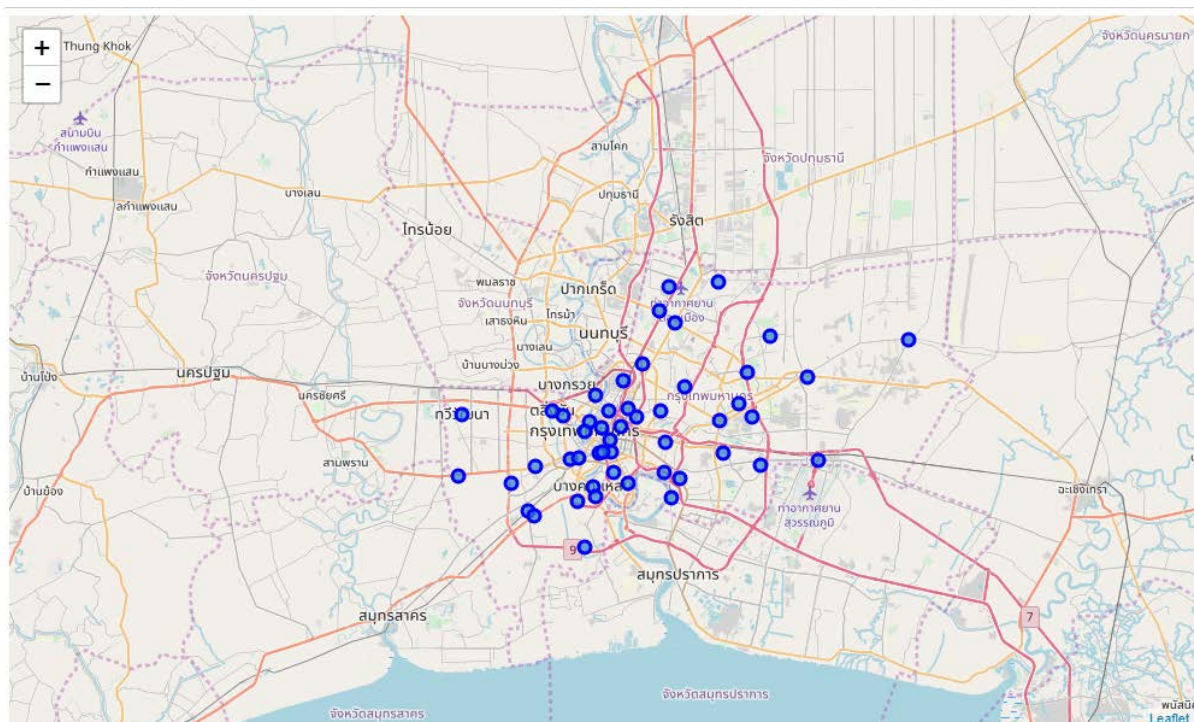 +
−
Thung Khok
จังหวัดนครนายก
สนามบิน
กำแพงแสน
สามโคก
จังหวัดปทุมธานี
กำแพงแสน
บางเลน
ปทุมธานี
ลกำแพงแสน
รังสิต
ไทรน้อย
จังหวัดนครปฐม
พมลราช
ปากเกร็ด
ท่าอากาศยาน
จังหวัดนนทบุรี
เสาธงหิน
ไทรม้า
นนทบุรี
บางเลน
บ้านบางม่วง
บ้านโป่ง
นครปฐม
นครชัยศรี
บางกรวย
กรุงเทพมหานคร
สามพราน
บ้านฆ้อง
ฉะเชิงเทรา
ท่าอากาศยาน
สุวรรณภูมิ
9
สมุทรปราการ
สมุทรสาคร
7
จังหวัดสมุทรปราการ
จังหวัดสมุทรสาคร
พนัสนิค
Leaflet